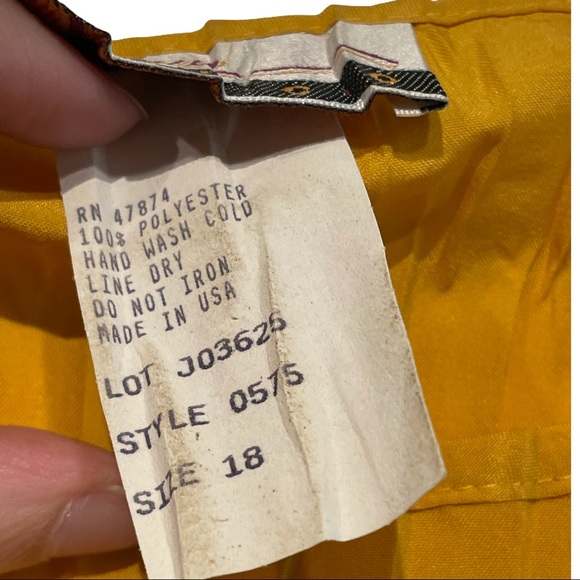 RN 47874
100% POLYESTER
HAND WASH COLD
LINE DRY
DO NOT IRON
MADE IN USA
LOT J03625
STYLE 0575
SIZE 18